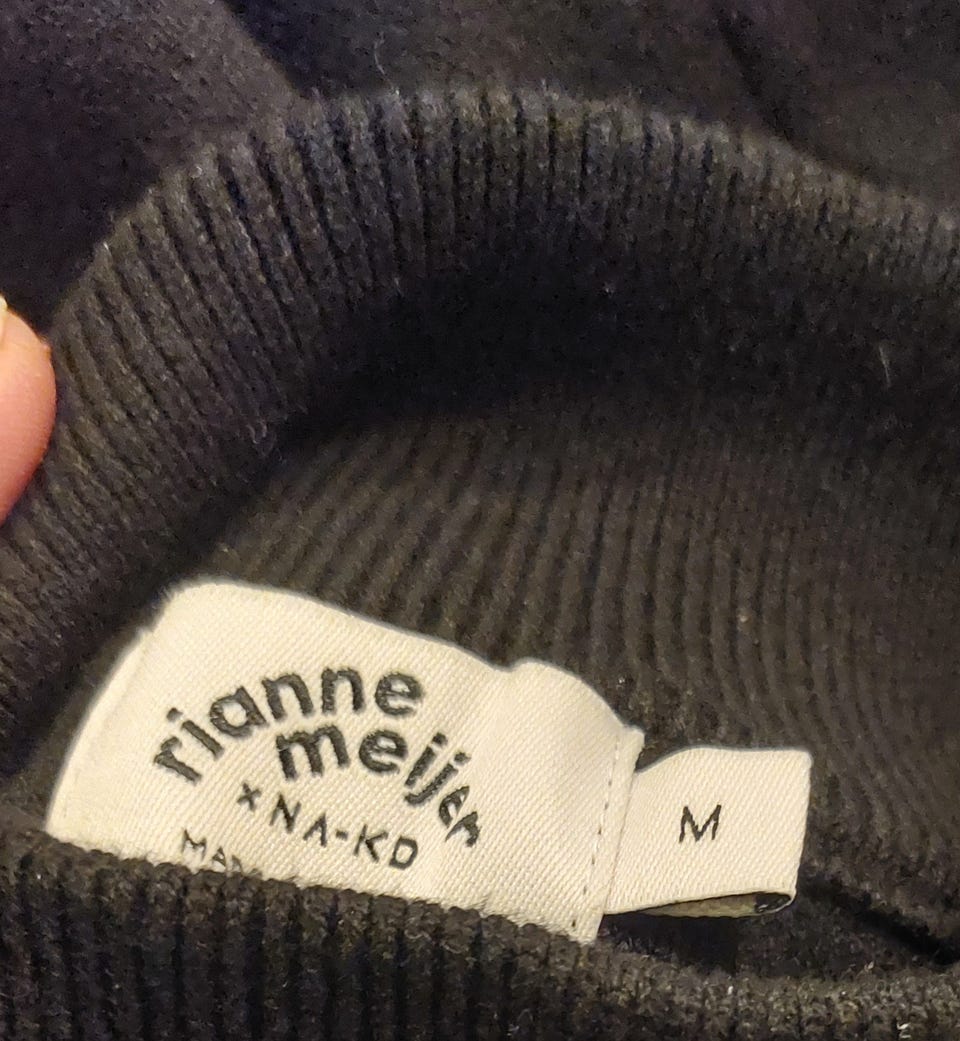 rianne
meijer
x NA-KD
M